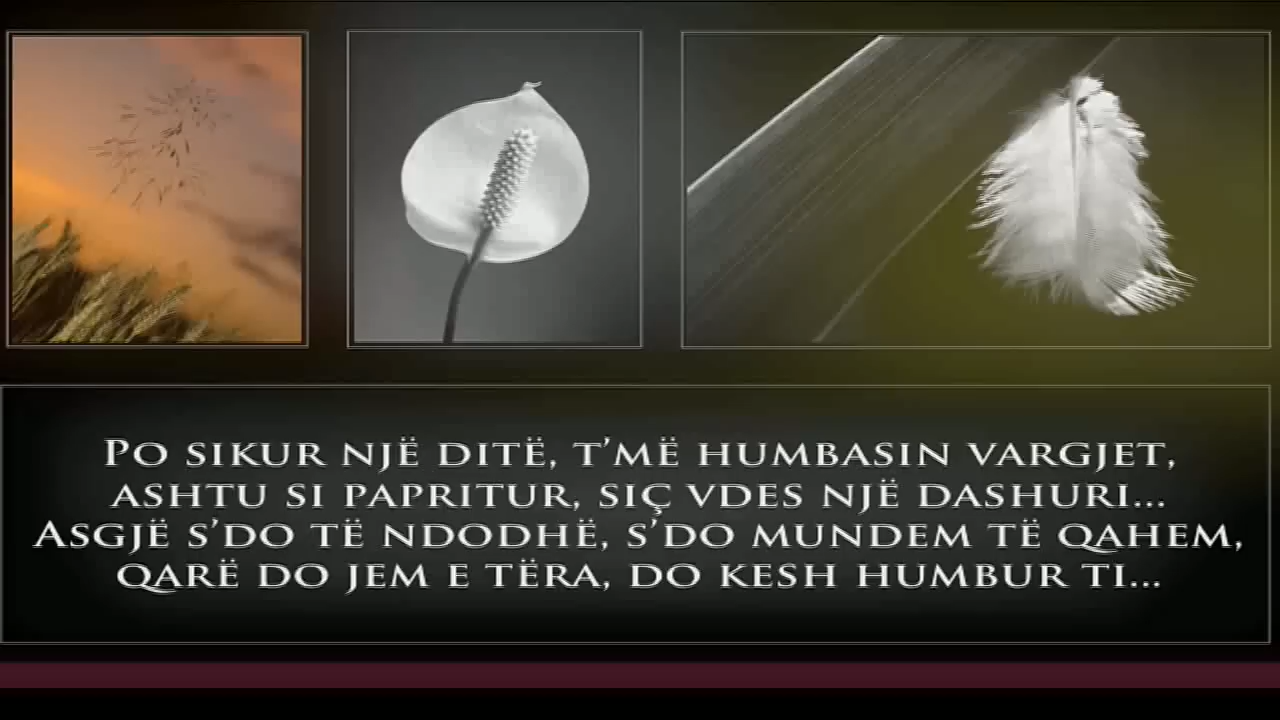 Po sikur një ditë, t'më humbasin vargjet,
ashtu si papritur, siç vdes një dashuri...
Asgjë s'do të ndodhë, s'do mundem të qahem,
qarë do jem e tëra, do kesh humbur ti...